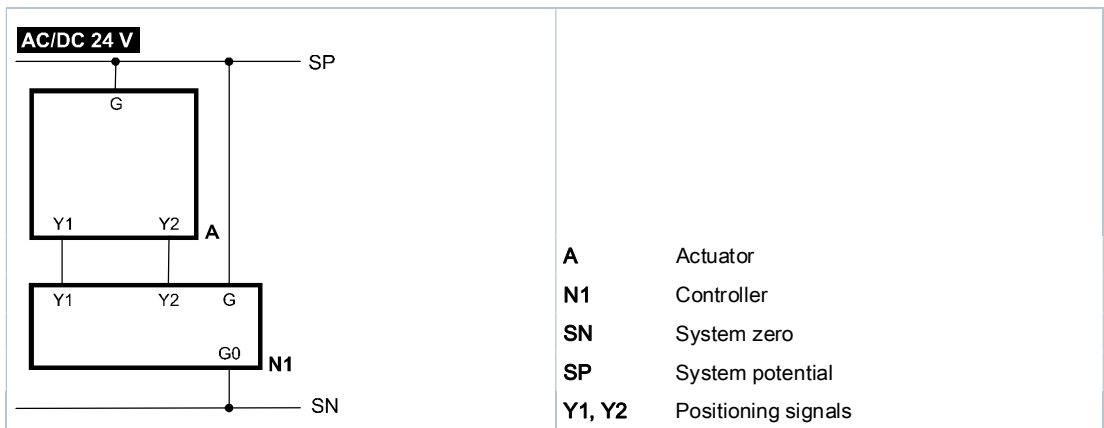 AC/DC 24 V
SP
G
Y1 Y2
A
Y1 Y2 G
G0
N1
SN
A Actuator
N1 Controller
SN System zero
SP System potential
Y1, Y2 Positioning signals